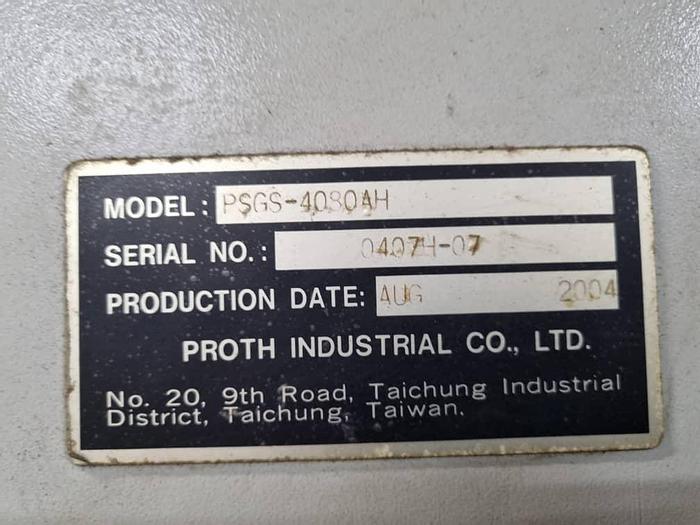 MODEL: PSGS-4080AH
SERIAL NO.: 0407H-07
PRODUCTION DATE: AUG 2004
PROTH INDUSTRIAL CO., LTD.
No. 20, 9th Road, Taichung Industrial
District, Taichung, Taiwan.